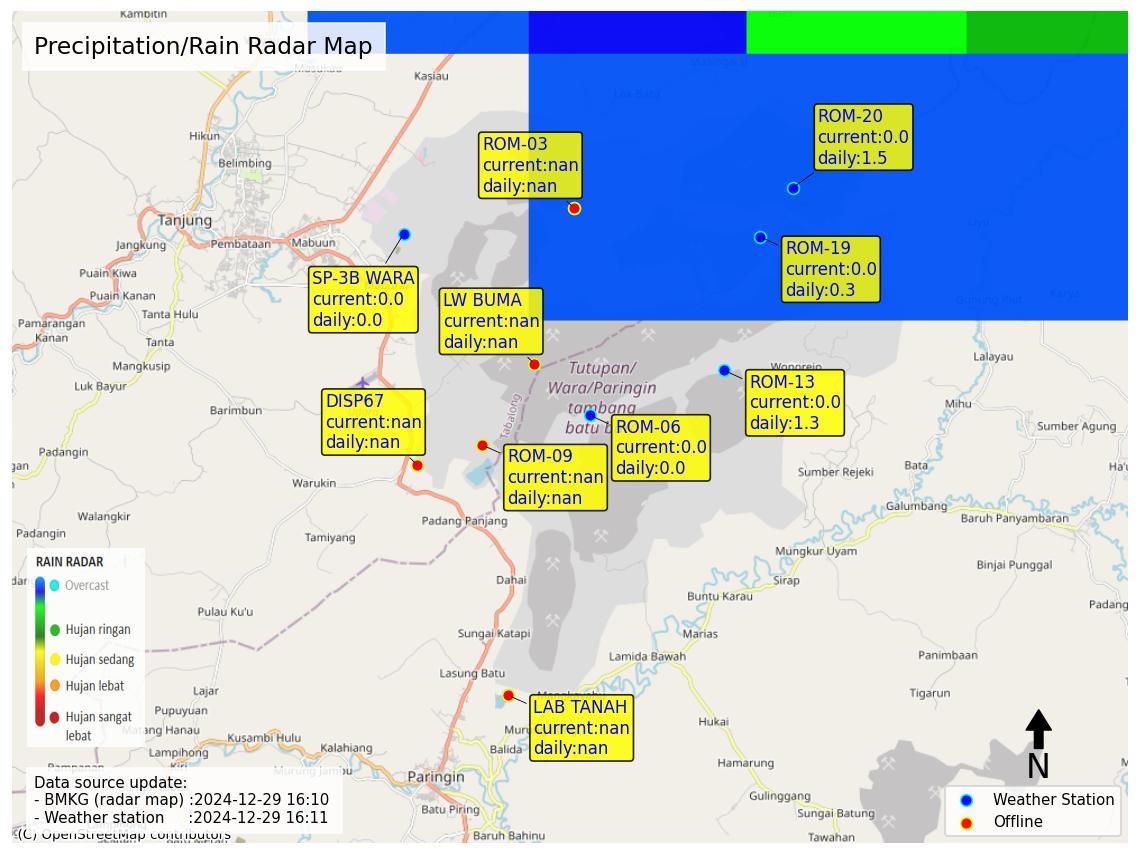 Kambitin
Precipitation/Rain Radar Map
Masukau
Kasiau
Maningau
Luk Batu
Hikun
Belimbing
ROM-03
current:nan
daily:nan
ROM-20
current:0.0
daily:1.5
Tanjung
Jangkung
Pembataan
Mabuun
Liyu
ROM-19
current:0.0
daily:0.3
Puain Kiwa
Puain Kanan
SP-3B WARA
current:0.0
daily:0.0
LW BUMA
current:nan
daily:nan
Gunung Riut
Karya
Tanta Hulu
Pamarangan
Kanan
Tanta
Mangkusip
Luk Bayur
Tutupan/
Wara/Paringin
tambang
batu b
Wonorejo
Lalayau
ROM-13
current:0.0
daily:1.3
DISP67
current:nan
daily:nan
Tabalong
Barimbun
Mihu
ROM-06
current:0.0
daily:0.0
Sumber Agung
Padangin
gan
ROM-09
current:nan
daily:nan
Sumber Rejeki
Bata
Ha'u
Warukin
Galumbang
Baruh Panyambaran
Walangkir
Padangin
Padang Panjang
Tamiyang
Mungkur Uyam
Binjai Punggal
RAIN RADAR
Overcast
Hujan ringan
Hujan sedang
Hujan lebat
Hujan sangat
lebat
Dahai
Sirap
Buntu Karau
Padang
Pulau Ku'u
Sungai Katapi
Marias
Lamida Bawah
Panimbaan
Lasung Batu
Lajar
Tigarun
Pupuyuan
LAB TANAH
current:nan
daily:nan
Matang Hanau
Kusambi Hulu
Kalahiang
Muru
Balida
Hukai
Lampihong
Kiri
Murung Jambu
Pampanan
Paringin
Hamarung
N
Data source update:
- BMKG (radar map) :2024-12-29 16:10
- Weather station :2024-12-29 16:11
(C) OpenStreetMap contributors
Batu Piring
Baruh Bahinu
Gulinggang
Sungai Batung
Tawahan
Weather Station
Offline